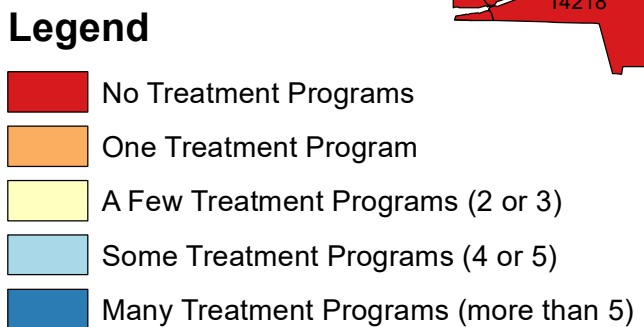 14218
Legend
No Treatment Programs
One Treatment Program
A Few Treatment Programs (2 or 3)
Some Treatment Programs (4 or 5)
Many Treatment Programs (more than 5)